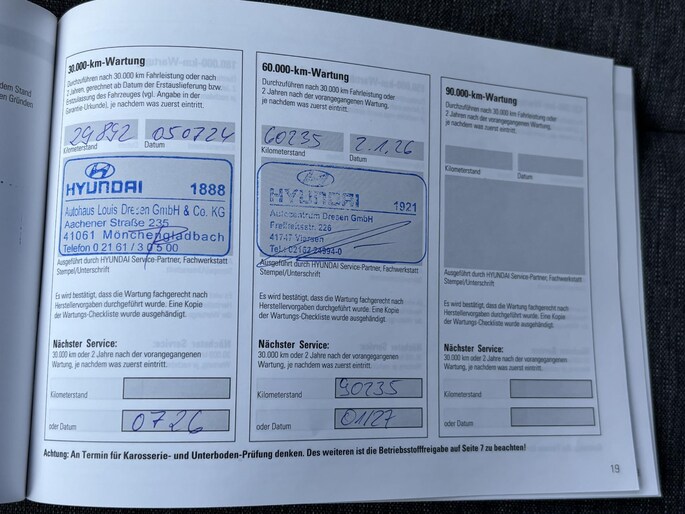 dem Stand
en Gründen
30.000-km-Wartung
Durchzuführen nach 30.000 km Fahrleistung oder nach
2 Jahren, gerechnet ab Datum der Erstauslieferung bzw.
Erstzulassung des Fahrzeuges (vgl. Angabe in der
Garantie-Urkunde), je nachdem was zuerst eintritt.
29892 050724
Kilometerstand Datum
HYUNDAI 1888
Autohaus Louis Dresen GmbH & Co. KG
Aachener Straße 235
41061 Mönchengladbach
Telefon 0 21 61 / 30 5 00
Ausgeführt durch HYUNDAI Service-Partner, Fachwerkstatt
Stempel/Unterschrift
Es wird bestätigt, dass die Wartung fachgerecht nach
Herstellervorgaben durchgeführt wurde. Eine Kopie
der Wartungs-Checkliste wurde ausgehändigt.
Nächster Service:
30.000 km oder 2 Jahre nach der vorangegangenen
Wartung, je nachdem was zuerst eintritt.
Kilometerstand
oder Datum 0726
60.000-km-Wartung
Durchzuführen nach 30.000 km Fahrleistung oder
2 Jahren nach der vorangegangenen Wartung,
je nachdem was zuerst eintritt.
60235 2.1.26
Kilometerstand Datum
HYUNDAI 1921
Autozentrum Dresen GmbH
Freiheitsstr. 226
41747 Viersen
Tel.: 02162-24994-0
Ausgeführt durch HYUNDAI Service-Partner, Fachwerkstatt
Stempel/Unterschrift
Es wird bestätigt, dass die Wartung fachgerecht nach
Herstellervorgaben durchgeführt wurde. Eine Kopie
der Wartungs-Checkliste wurde ausgehändigt.
Nächster Service:
30.000 km oder 2 Jahre nach der vorangegangenen
Wartung, je nachdem was zuerst eintritt.
Kilometerstand 90235
oder Datum 01/27
90.000-km-Wartung
Durchzuführen nach 30.000 km Fahrleistung oder
2 Jahren nach der vorangegangenen Wartung,
je nachdem was zuerst eintritt.
Kilometerstand Datum
Ausgeführt durch HYUNDAI Service-Partner, Fachwerkstatt
Stempel/Unterschrift
Es wird bestätigt, dass die Wartung fachgerecht nach
Herstellervorgaben durchgeführt wurde. Eine Kopie
der Wartungs-Checkliste wurde ausgehändigt.
Nächster Service:
30.000 km oder 2 Jahre nach der vorangegangenen
Wartung, je nachdem was zuerst eintritt.
Kilometerstand
oder Datum
Achtung: An Termin für Karosserie- und Unterboden-Prüfung denken. Des weiteren ist die Betriebsstofffreigabe auf Seite 7 zu beachten!
19